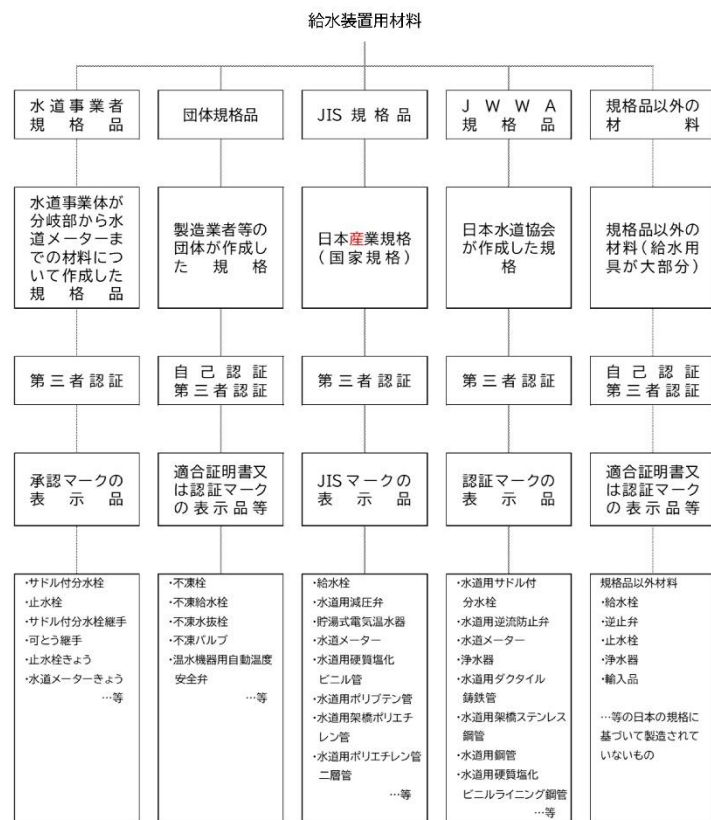 給水装置用材料
水道事業者
規格品
団体規格品
JIS 規格品
JWWA
規格品
規格品以外の
材料
水道事業体が
分岐部から水
道メーターま
での材料につ
いて作成した
規格品
製造業者等の
団体が作成し
た規格
日本産業規格
(国家規格)
日本水道協会
が作成した規
格
規格品以外の
材料(給水用
具が大部分)
第三者認証
自己認証
第三者認証
第三者認証
第三者認証
自己認証
第三者認証
承認マークの
表示品
適合証明書又
は認証マーク
の表示品等
JISマークの
表示品
認証マークの
表示品
適合証明書又
は認証マーク
の表示品等
・サドル付分水栓
・止水栓
・サドル付分水栓継手
・可とう継手
・止水栓きょう
・水道メーターきょう
…等
・不凍栓
・不凍給水栓
・不凍水抜栓
・不凍バルブ
・温水機器用自動温度
安全弁
…等
・給水栓
・水道用減圧弁
・貯湯式電気温水器
・水道メーター
・水道用硬質塩化
ビニル管
・水道用ポリブテン管
・水道用架橋ポリエチ
レン管
・水道用ポリエチレン管
二層管
…等
・水道用サドル付
分水栓
・水道用逆流防止弁
・水道メーター
・浄水器
・水道用ダクタイル
鋳鉄管
・水道用架橋ステンレス
鋼管
・水道用鋼管
・水道用硬質塩化
ビニルライニング鋼管
…等
規格品以外材料
・給水栓
・逆止弁
・止水栓
・浄水器
・輸入品
…等の日本の規格に
基づいて製造されて
いないもの